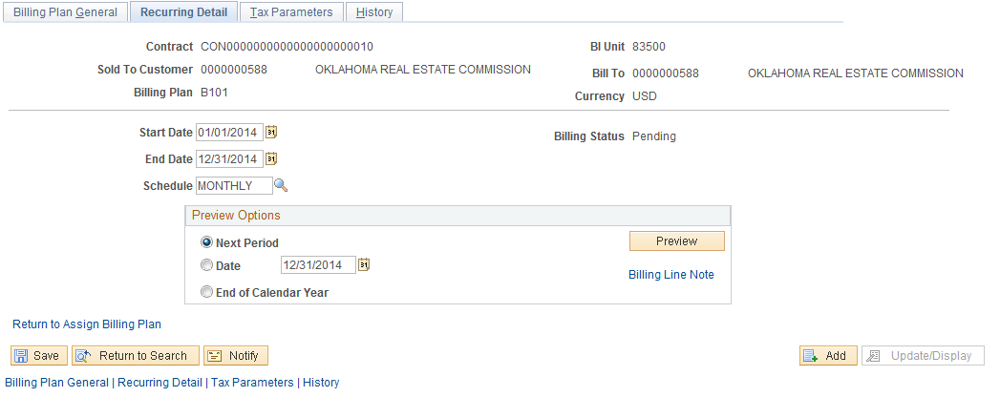 Billing Plan General Recurring Detail Tax Parameters History
Contract CON0000000000000000000010 BI Unit 83500
Sold To Customer 0000000588 OKLAHOMA REAL ESTATE COMMISSION Bill To 0000000588 OKLAHOMA REAL ESTATE COMMISSION
Billing Plan B101 Currency USD
Start Date 01/01/2014 31 Billing Status Pending
End Date 12/31/2014 31
Schedule MONTHLY
Preview Options
Next Period Preview
Date 12/31/2014 31
Billing Line Note
End of Calendar Year
Return to Assign Billing Plan
Save Return to Search Notify Add Update/Display
Billing Plan General | Recurring Detail | Tax Parameters | History